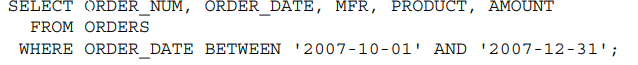 SELECT ORDER_NUM, ORDER_DATE, MFR, PRODUCT, AMOUNT
FROM ORDERS
WHERE ORDER_DATE BETWEEN '2007-10-01' AND '2007-12-31';